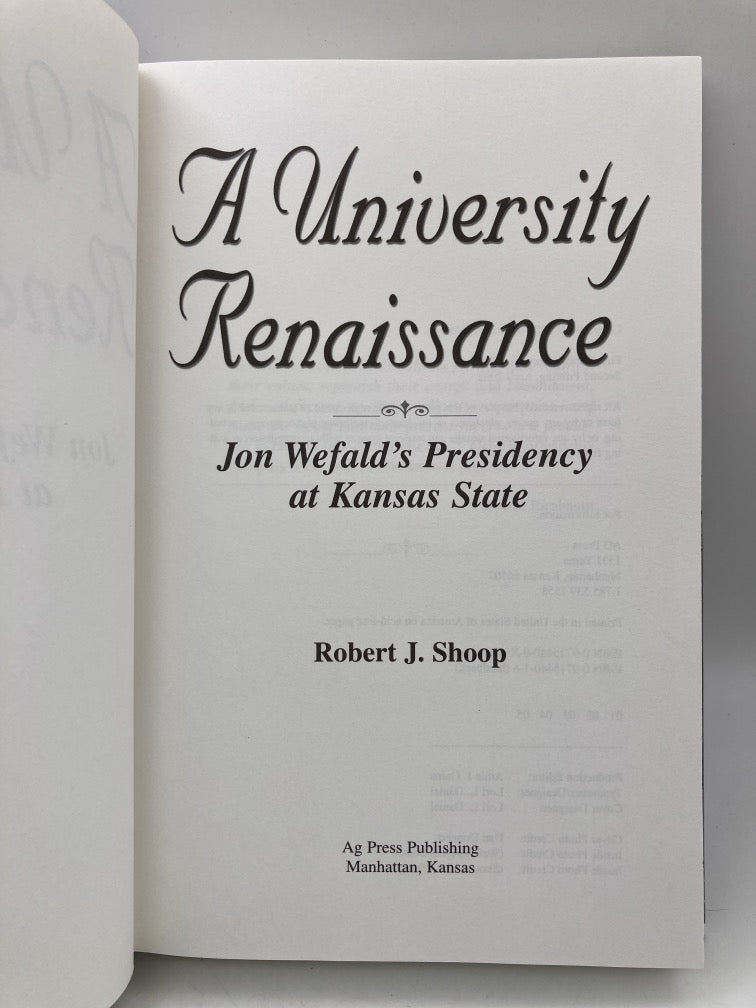 A University
Renaissance
Jon Wefald's Presidency
at Kansas State
Robert J. Shoop
Ag Press Publishing
Manhattan, Kansas